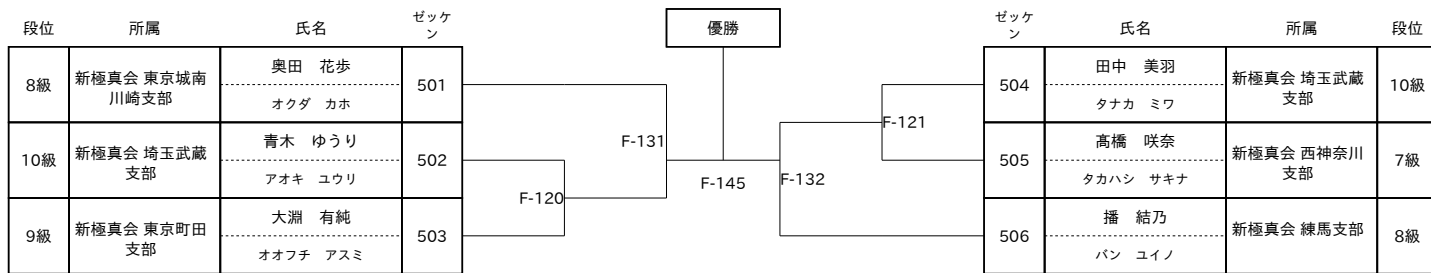 段位
所属
氏名
ゼッケ
ン
8級
新極真会 東京城南
川崎支部
奥田 花歩
オクダ カホ
501
10級
新極真会 埼玉武蔵
支部
青木 ゆうり
アオキ ユウリ
502
9級
新極真会 東京町田
支部
大淵 有純
オオフチ アスミ
503
F-120
F-131
優勝
F-145
F-132
F-121
ゼッケ
ン
氏名
所属
段位
504
田中 美羽
タナカ ミワ
新極真会 埼玉武蔵
支部
10級
505
髙橋 咲奈
タカハシ サキナ
新極真会 西神奈川
支部
7級
506
播 結乃
バン ユイノ
新極真会 練馬支部
8級